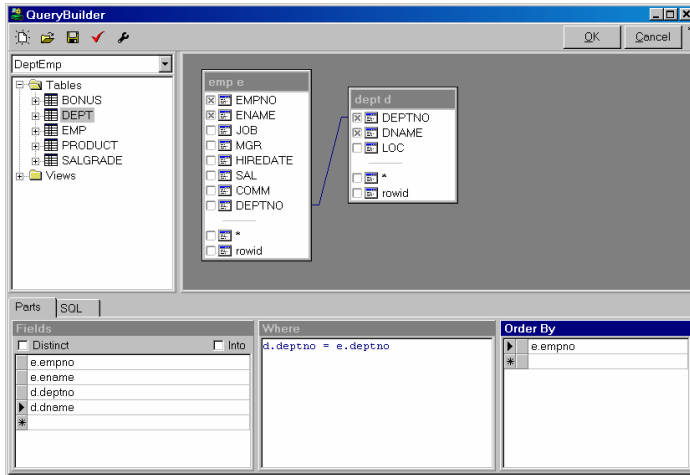 QueryBuilder
OK
Cancel
DeptEmp
Tables
BONUS
DEPT
EMP
PRODUCT
SALGRADE
Views
emp e
EMPNO
ENAME
JOB
MGR
HIREDATE
SAL
COMM
DEPTNO
*
rowid
dept d
DEPTNO
DNAME
LOC
*
rowid
Parts
SQL
Fields
Distinct
Into
e.empno
e.ename
d.deptno
d.dname
Where
d.deptno = e.deptno
Order By
e.empno